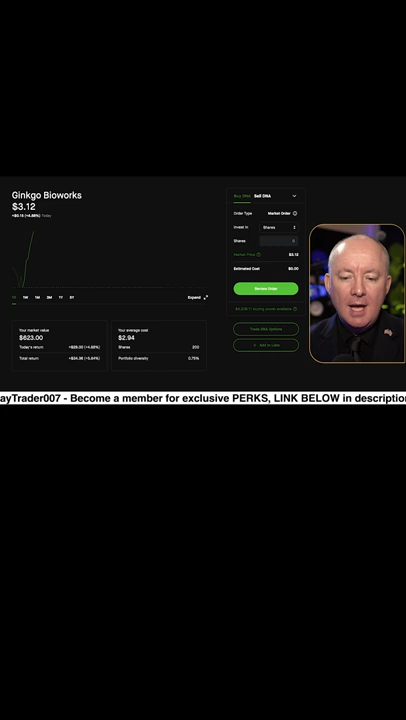 Ginkgo Bioworks
$3.12
Today
1W 1M 3M 1Y 5Y
Expand
Your market value
$623.00
Today's return
Total return
Your average cost
$2.94
Shares 200
Portfolio diversity 0.75%
Buy DNA Sell DNA
Order Type Market Order
Invest In Shares
Shares 0
Market Price $3.12
Estimated Cost $0.00
Review Order
Trade DNA Options
+ Add to Lists
ayTrader007 - Become a member for exclusive PERKS, LINK BELOW in description